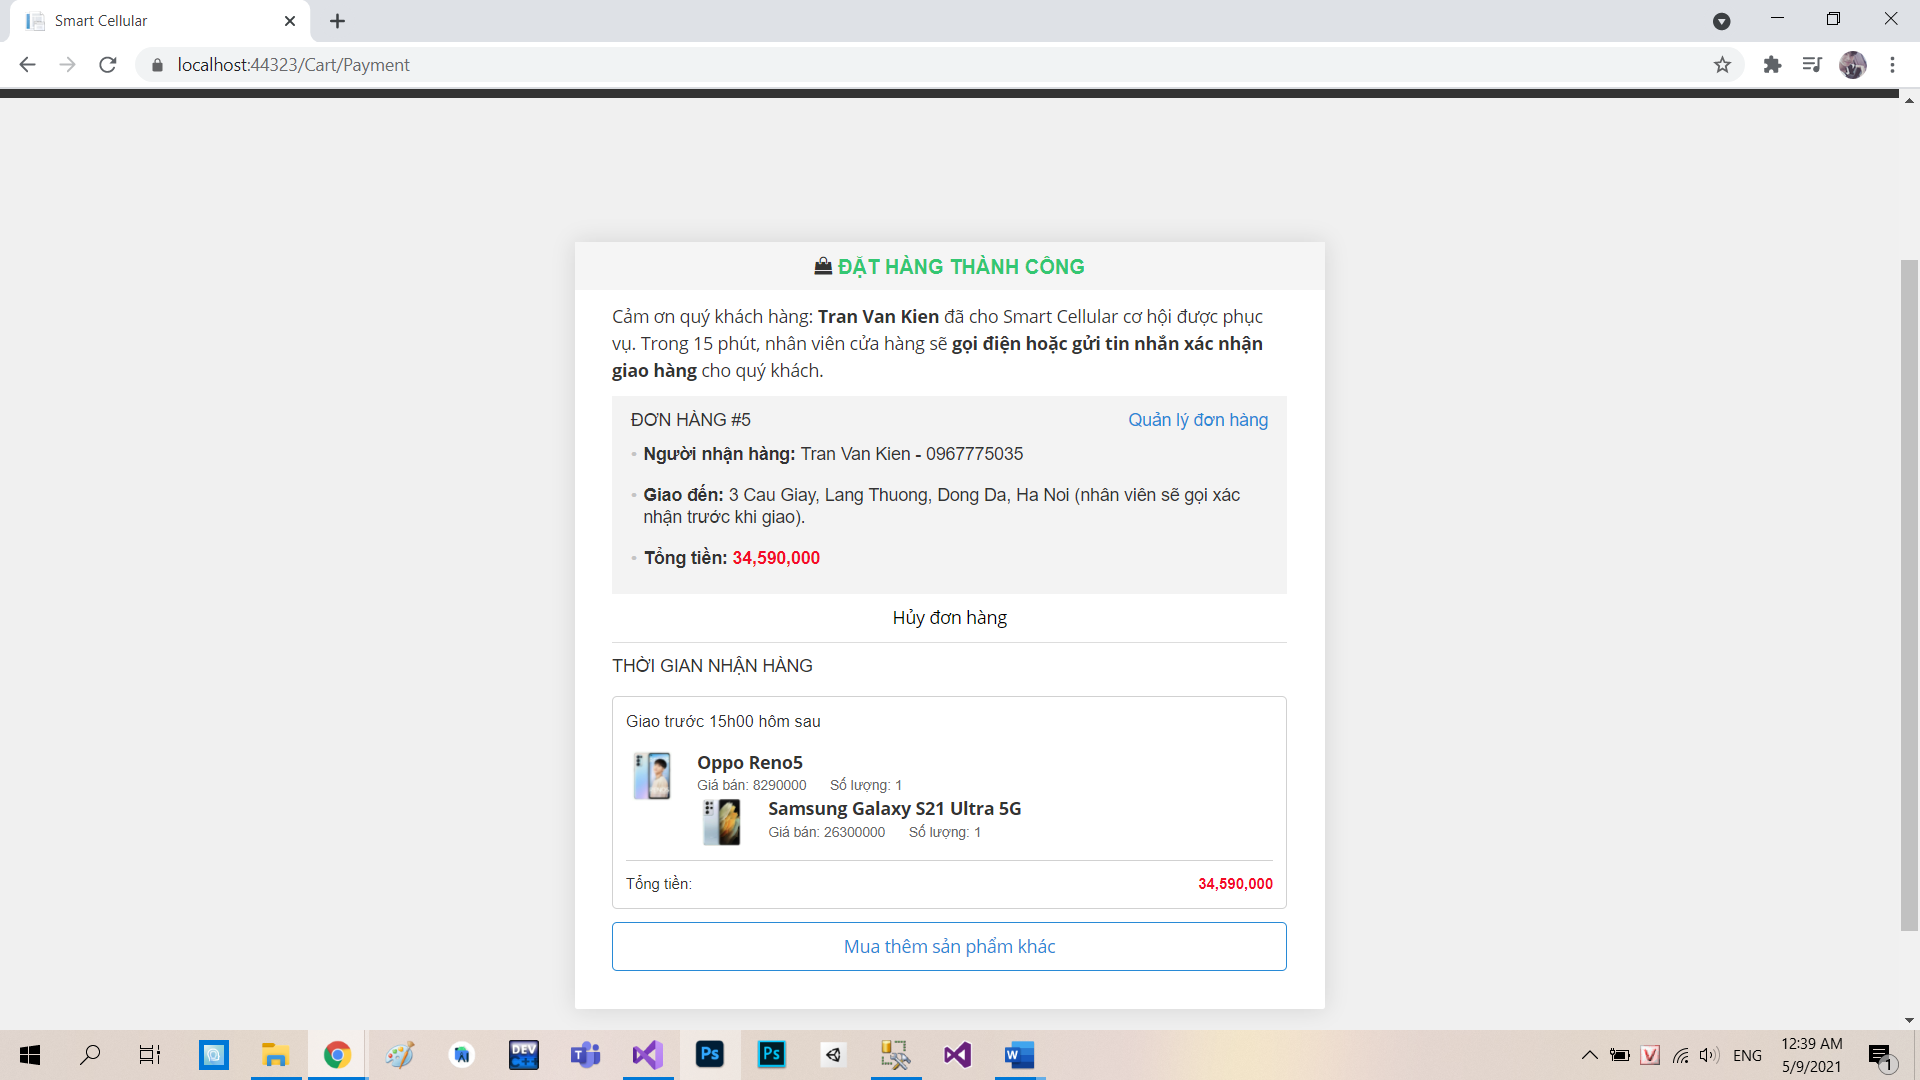 Smart Cellular
localhost:44323/Cart/Payment
ĐẶT HÀNG THÀNH CÔNG
Cảm ơn quý khách hàng: Tran Van Kien đã cho Smart Cellular cơ hội được phục
vụ. Trong 15 phút, nhân viên cửa hàng sẽ gọi điện hoặc gửi tin nhắn xác nhận
giao hàng cho quý khách.
ĐƠN HÀNG #5 Quản lý đơn hàng
Người nhận hàng: Tran Van Kien - 0967775035
Giao đến: 3 Cau Giay, Lang Thuong, Dong Da, Ha Noi (nhân viên sẽ gọi xác
nhận trước khi giao).
Tổng tiền: 34,590,000
Hủy đơn hàng
THỜI GIAN NHẬN HÀNG
Giao trước 15h00 hôm sau
Oppo Reno5
Giá bán: 8290000 Số lượng: 1
Samsung Galaxy S21 Ultra 5G
Giá bán: 26300000 Số lượng: 1
Tổng tiền: 34,590,000
Mua thêm sản phẩm khác
DEV
C++
T
Ps
Ps
W
V
ENG
12:39 AM
5/9/2021
1